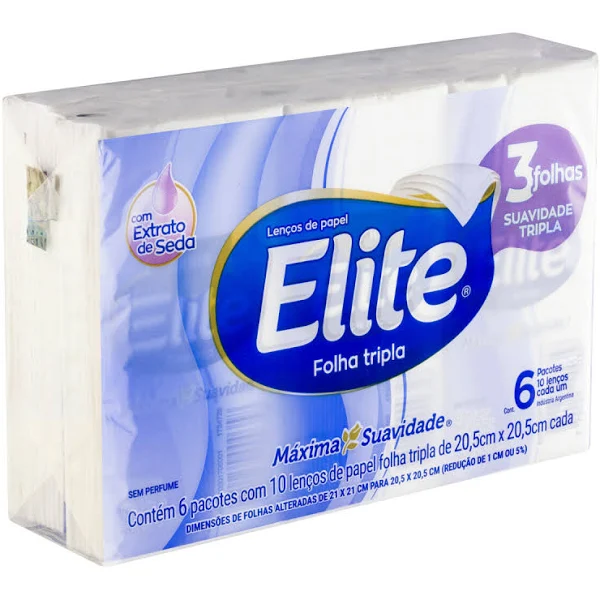 com
Extrato
de Seda
Lenços de papel
Elite®
Folha tripla
3 folhas
SUAVIDADE
TRIPLA
Cont. 6 Pacotes
10 lenços
cada um
Indústria Argentina
Máxima Suavidade®
SEM PERFUME
Contém 6 pacotes com 10 lenços de papel folha tripla de 20,5cm x 20,5cm cada
DIMENSÕES DE FOLHAS ALTERADAS DE 21 X 21 CM PARA 20,5 X 20,5 CM (REDUÇÃO DE 1 CM OU 5%)